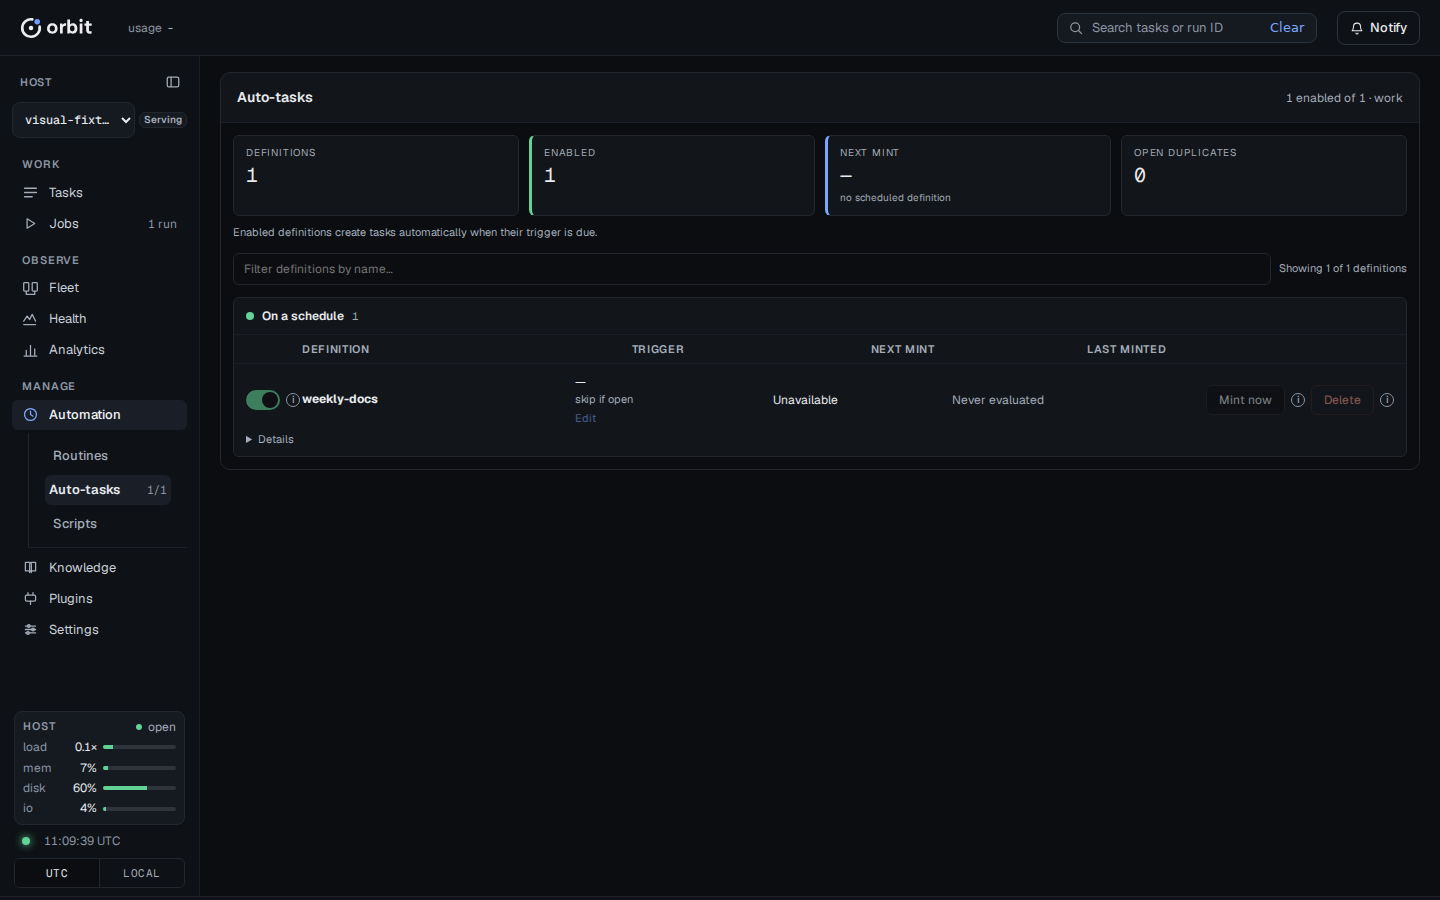 orbit
usage -
Search tasks or run ID
Clear
Notify
HOST
visual-fixt…
Serving
WORK
Tasks
Jobs
1 run
OBSERVE
Fleet
Health
Analytics
MANAGE
Automation
Routines
Auto-tasks
1/1
Scripts
Knowledge
Plugins
Settings
HOST
open
load
0.1×
mem
7%
disk
60%
io
4%
11:09:39 UTC
UTC
LOCAL
Auto-tasks
1 enabled of 1 · work
DEFINITIONS
1
ENABLED
1
NEXT MINT
—
no scheduled definition
OPEN DUPLICATES
0
Enabled definitions create tasks automatically when their trigger is due.
Filter definitions by name…
Showing 1 of 1 definitions
On a schedule 1
DEFINITION
TRIGGER
NEXT MINT
LAST MINTED
weekly-docs
—
skip if open
Edit
Unavailable
Never evaluated
Mint now
Delete
Details